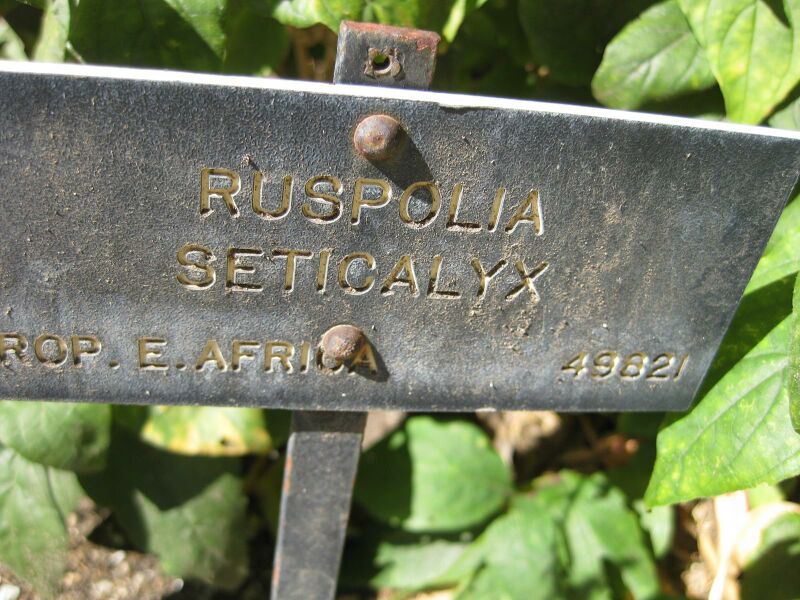 RUSPOLIA
SETICALYX
ROP. E. AFRICA 49821